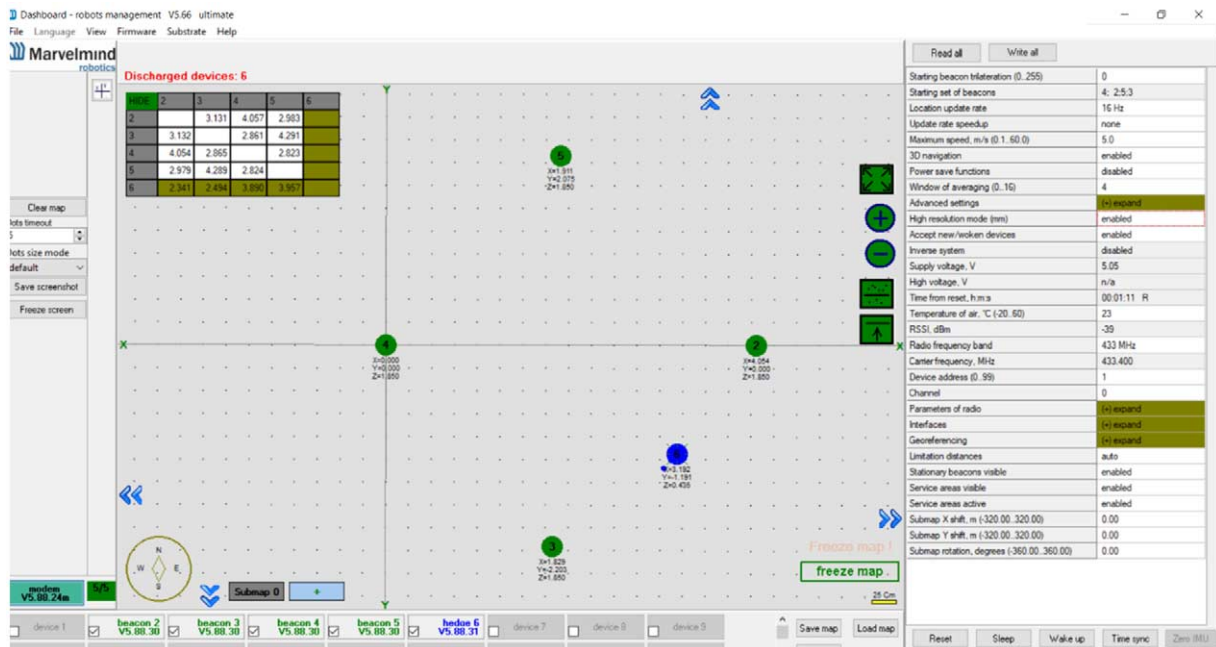 Dashboard - robots management V5.66 ultimate
File Language View Firmware Substrate Help
Marvelmind
robotics
Discharged devices: 6
HIDE 2 3 4 5 6
2 3.131 4.057 2.983
3 3.132 2.861 4.291
4 4.054 2.865 2.823
5 2.979 4.289 2.824
6 2.341 2.494 3.890 3.957
Clear map
dots timeout
5
Dots size mode
default
Save screenshot
Freeze screen
Y
5
X=1.911
Y=2.075
Z=1.850
X
4
X=0.000
Y=0.000
Z=1.850
2
X=4.054
Y=0.000
Z=1.850
X
6
X=3.192
Y=-1.191
Z=0.435
3
X=1.829
Y=-2.203
Z=1.850
Y
N
W E
S
Submap 0 +
Freeze map !
freeze map
25 Cm
modem
V5.88.24m
5/5
device 1
beacon 2
V5.88.30
beacon 3
V5.88.30
beacon 4
V5.88.30
beacon 5
V5.88.30
hedge 6
V5.88.31
device 7
device 8
device 9
Save map Load map
Read all Write all
Starting beacon trilateration (0..255) 0
Starting set of beacons 4; 2:5:3
Location update rate 16 Hz
Update rate speedup none
Maximum speed, m/s (0.1..60.0) 5.0
3D navigation enabled
Power save functions disabled
Window of averaging (0..16) 4
Advanced settings (+) expand
High resolution mode (mm) enabled
Accept new/woken devices enabled
Inverse system disabled
Supply voltage, V 5.05
High voltage, V n/a
Time from reset, h:m:s 00:01:11 R
Temperature of air, °C (-20..60) 23
RSSI, dBm -39
Radio frequency band 433 MHz
Carrier frequency, MHz 433.400
Device address (0..99) 1
Channel 0
Parameters of radio (+) expand
Interfaces (+) expand
Georeferencing (+) expand
Limitation distances auto
Stationary beacons visible enabled
Service areas visible enabled
Service areas active enabled
Submap X shift, m (-320.00..320.00) 0.00
Submap Y shift, m (-320.00..320.00) 0.00
Submap rotation, degrees (-360.00..360.00) 0.00
Reset Sleep Wake up Time sync Zero IMU